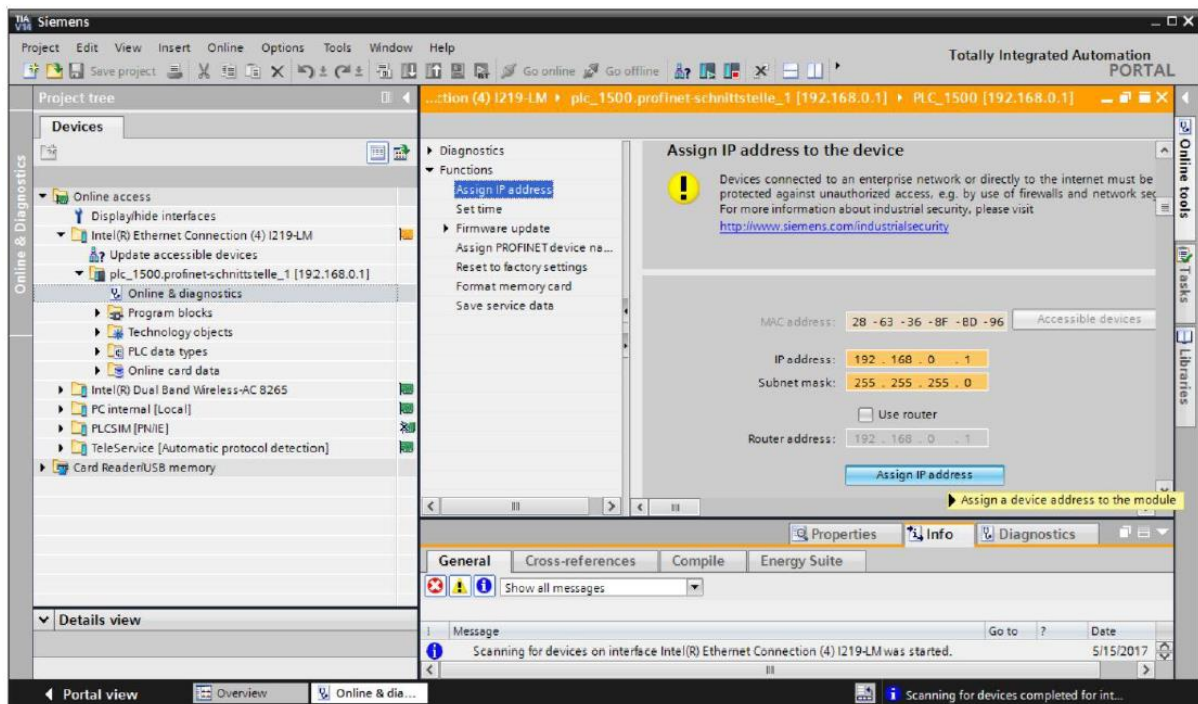 TIA V14 Siemens
Project Edit View Insert Online Options Tools Window Help
Totally Integrated Automation
PORTAL
Save project Go online Go offline
Project tree
...ction (4) I219-LM plc_1500.profinet-schnittstelle_1 [192.168.0.1] PLC_1500 [192.168.0.1]
Devices
Online & Diagnostics
Online access
Display/hide interfaces
Intel(R) Ethernet Connection (4) I219-LM
Update accessible devices
plc_1500.profinet-schnittstelle_1 [192.168.0.1]
Online & diagnostics
Program blocks
Technology objects
PLC data types
Online card data
Intel(R) Dual Band Wireless-AC 8265
PC internal [Local]
PLCSIM [PN/IE]
TeleService [Automatic protocol detection]
Card Reader/USB memory
Details view
Diagnostics
Functions
Assign IP address
Set time
Firmware update
Assign PROFINET device na...
Reset to factory settings
Format memory card
Save service data
Assign IP address to the device
Devices connected to an enterprise network or directly to the internet must be
protected against unauthorized access, e.g. by use of firewalls and network seg
For more information about industrial security, please visit
http://www.siemens.com/industrialsecurity
MAC address: 28 -63 -36 -8F -BD -96 Accessible devices
IP address: 192 . 168 . 0 . 1
Subnet mask: 255 . 255 . 255 . 0
Use router
Router address: 192 . 168 . 0 . 1
Assign IP address
Assign a device address to the module
Online tools
Tasks
Libraries
Properties Info Diagnostics
General Cross-references Compile Energy Suite
Show all messages
! Message Go to ? Date
Scanning for devices on interface Intel(R) Ethernet Connection (4) I219-LM was started. 5/15/2017
Portal view Overview Online & dia... Scanning for devices completed for int...